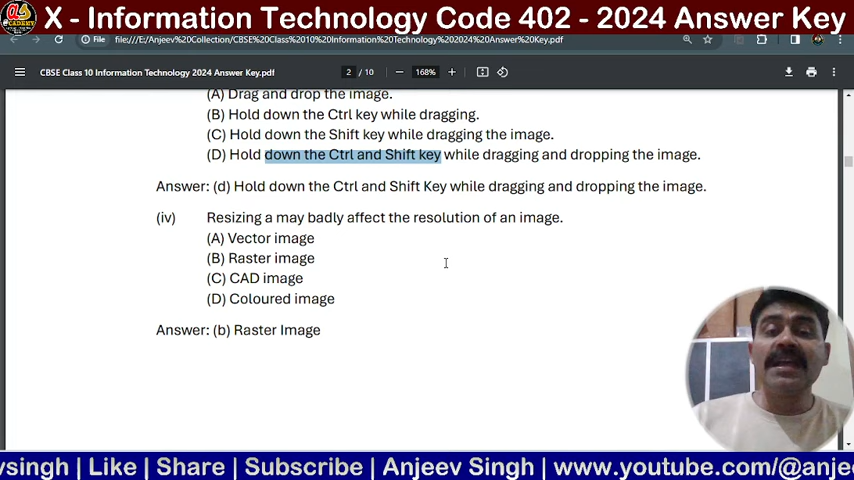 X - Information Technology Code 402 - 2024 Answer Key
ACADEMY
File file:///E:/Anjeev%20Collection/CBSE%20Class%2010%20Information%20Technology%202024%20Answer%20Key.pdf
CBSE Class 10 Information Technology 2024 Answer Key.pdf 2 / 10 168%
(A) Drag and drop the image.
(B) Hold down the Ctrl key while dragging.
(C) Hold down the Shift key while dragging the image.
(D) Hold down the Ctrl and Shift key while dragging and dropping the image.
Answer: (d) Hold down the Ctrl and Shift Key while dragging and dropping the image.
(iv) Resizing a may badly affect the resolution of an image.
(A) Vector image
(B) Raster image
(C) CAD image
(D) Coloured image
Answer: (b) Raster Image
vsingh | Like | Share | Subscribe | Anjeev Singh | www.youtube.com/@anjee